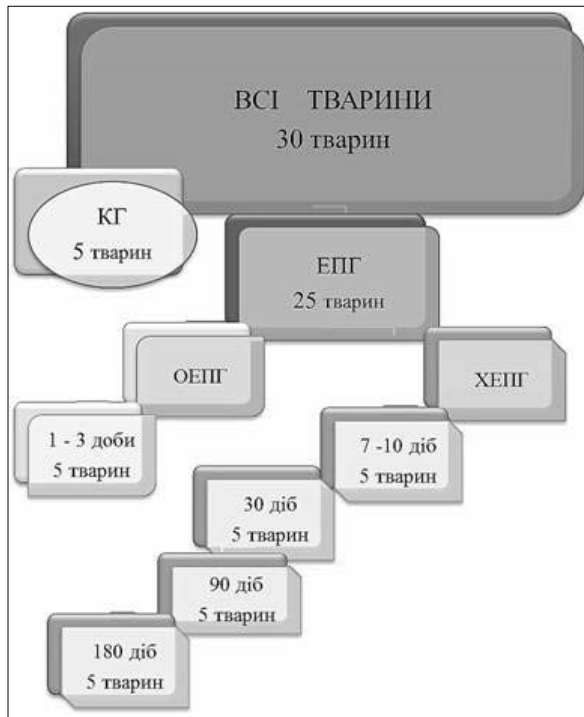 ВСІ ТВАРИНИ
30 тварин
КГ
5 тварин
ЕПГ
25 тварин
ОЕПГ
ХЕПГ
1 - 3 доби
5 тварин
7 -10 діб
5 тварин
30 діб
5 тварин
90 діб
5 тварин
180 діб
5 тварин